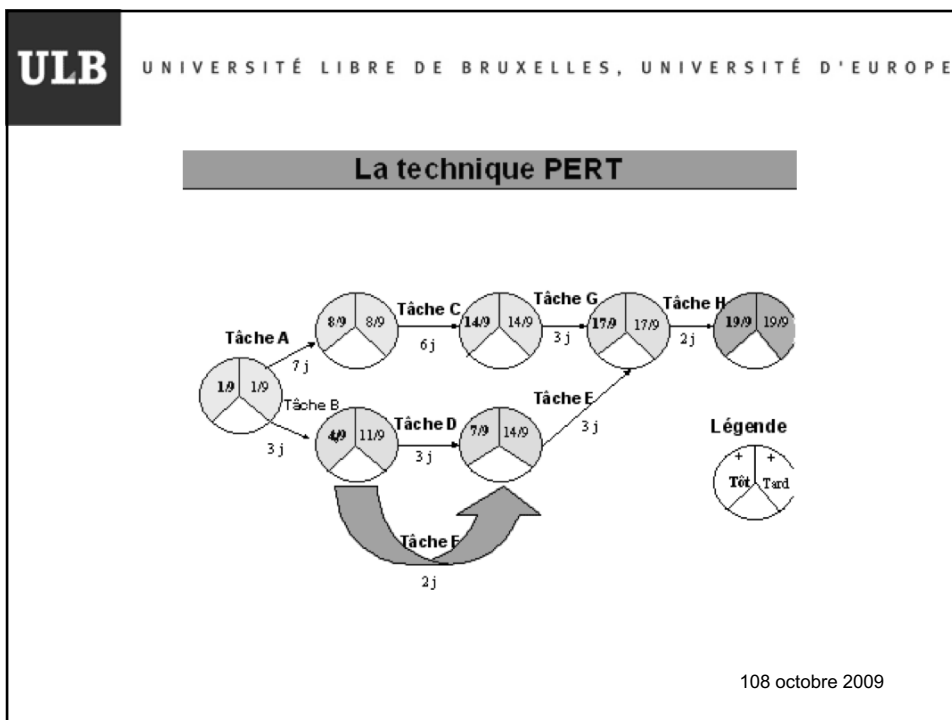 ULB
UNIVERSITÉ LIBRE DE BRUXELLES, UNIVERSITÉ D'EUROPE
La technique PERT
Tâche A
7 j
8/9 8/9
Tâche C
6 j
14/9 14/9
Tâche G
3 j
17/9 17/9
Tâche H
2 j
19/9 19/9
1/9 1/9
Tâche B
3 j
4/9 11/9
Tâche D
3 j
7/9 14/9
Tâche E
3 j
Légende
+ +
Tôt Tard
Tâche F
2 j
108 octobre 2009